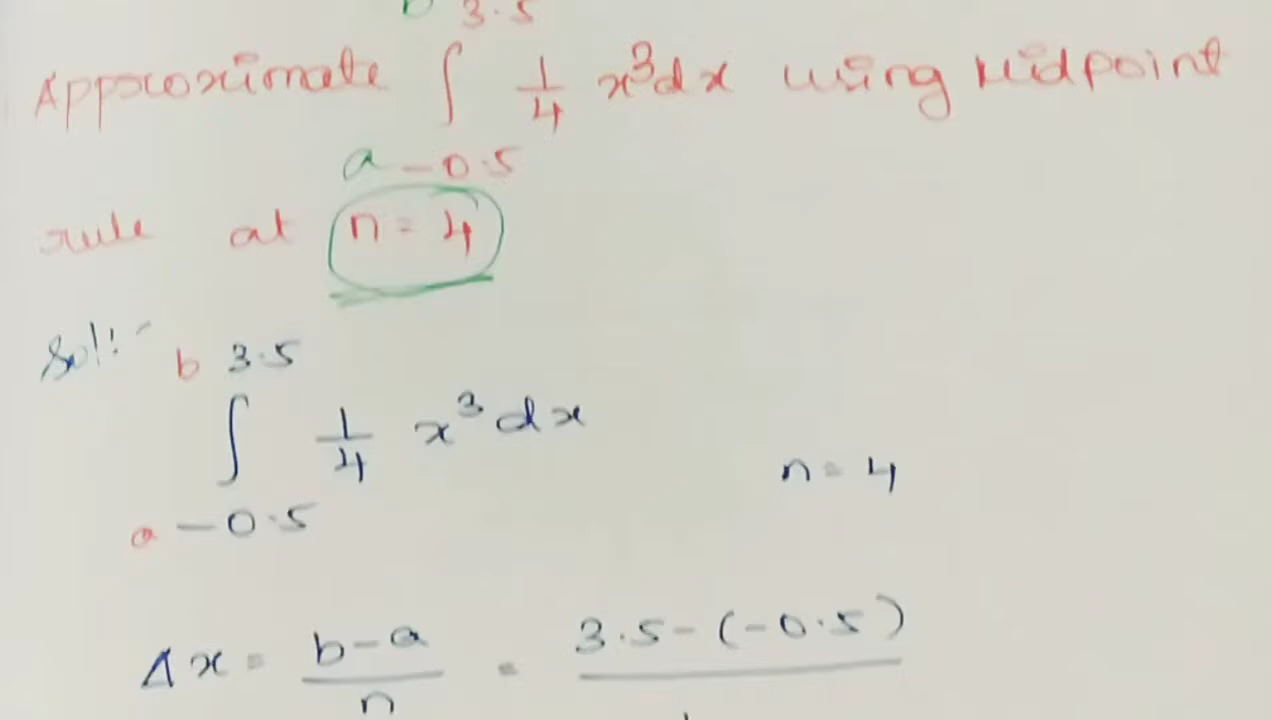 b 3.5
Approximate ∫ 1/4 x³dx using Midpoint
a -0.5
rule at n = 4
Sol:-
b 3.5
∫ 1/4 x³ dx
n = 4
a -0.5
Δx = b-a/n = 3.5-(-0.5)